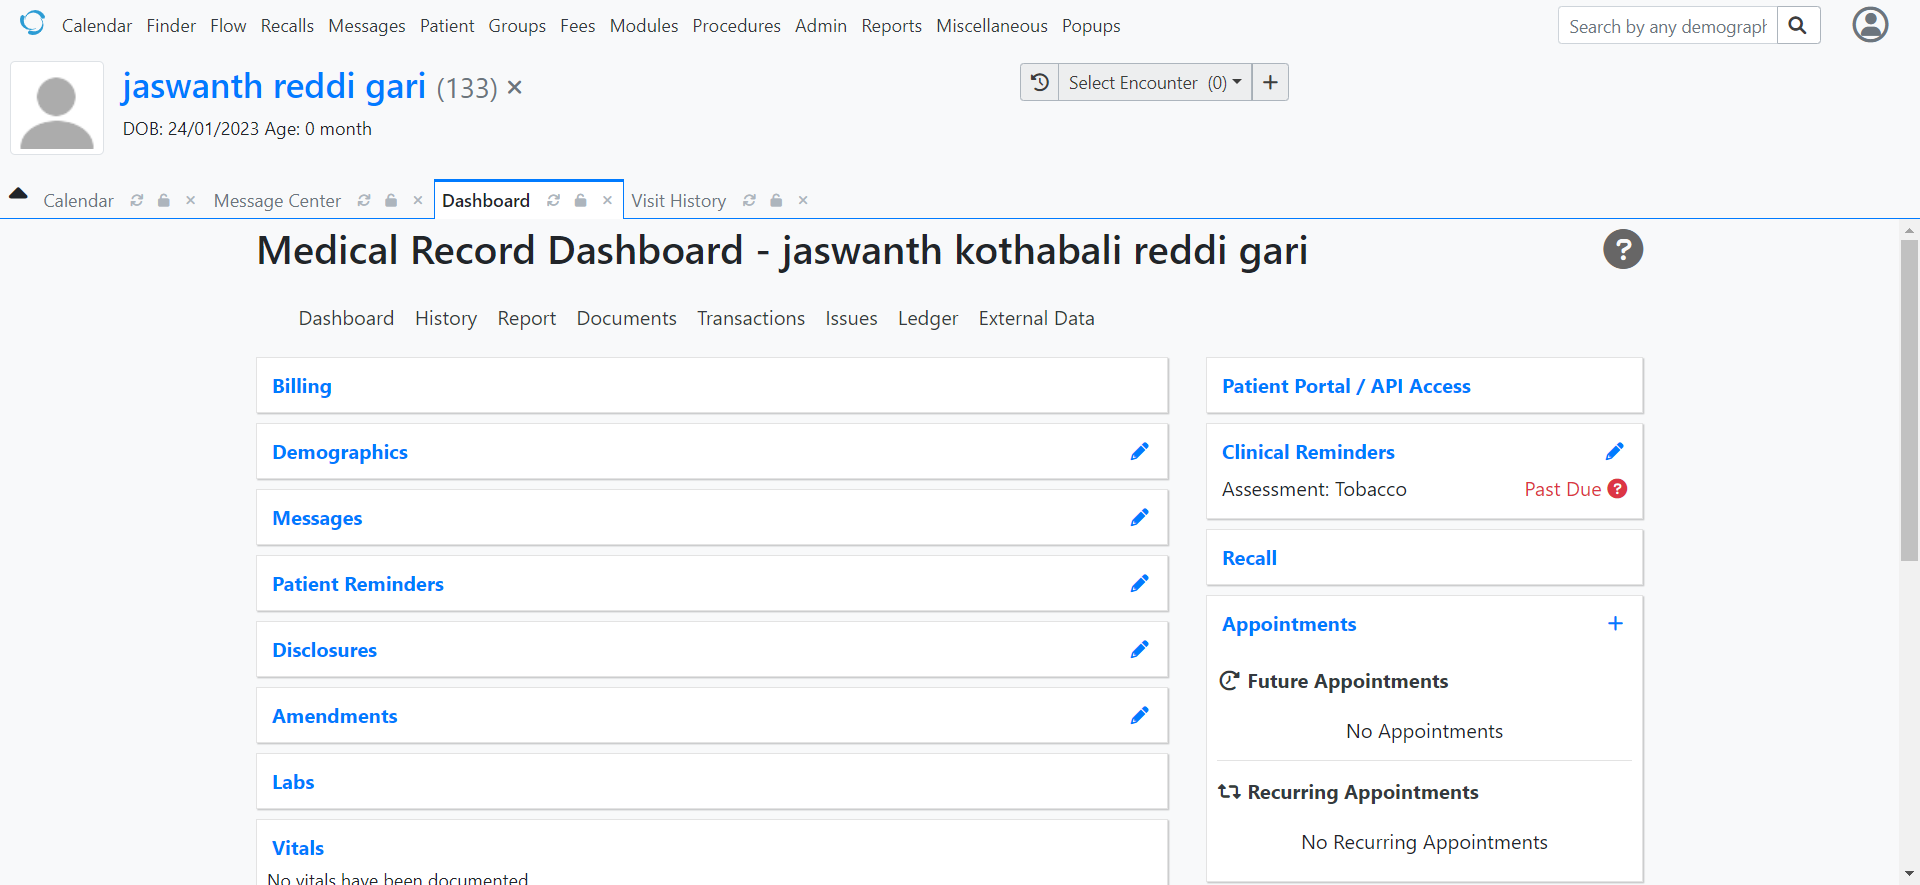 Calendar Finder Flow Recalls Messages Patient Groups Fees Modules Procedures Admin Reports Miscellaneous Popups
Search by any demograph
jaswanth reddi gari (133)
Select Encounter (0)
DOB: 24/01/2023 Age: 0 month
Calendar Message Center Dashboard Visit History
Medical Record Dashboard - jaswanth kothabali reddi gari
Dashboard History Report Documents Transactions Issues Ledger External Data
Billing
Demographics
Messages
Patient Reminders
Disclosures
Amendments
Labs
Vitals
No vitals have been documented
Patient Portal / API Access
Clinical Reminders
Assessment: Tobacco Past Due
Recall
Appointments
Future Appointments
No Appointments
Recurring Appointments
No Recurring Appointments